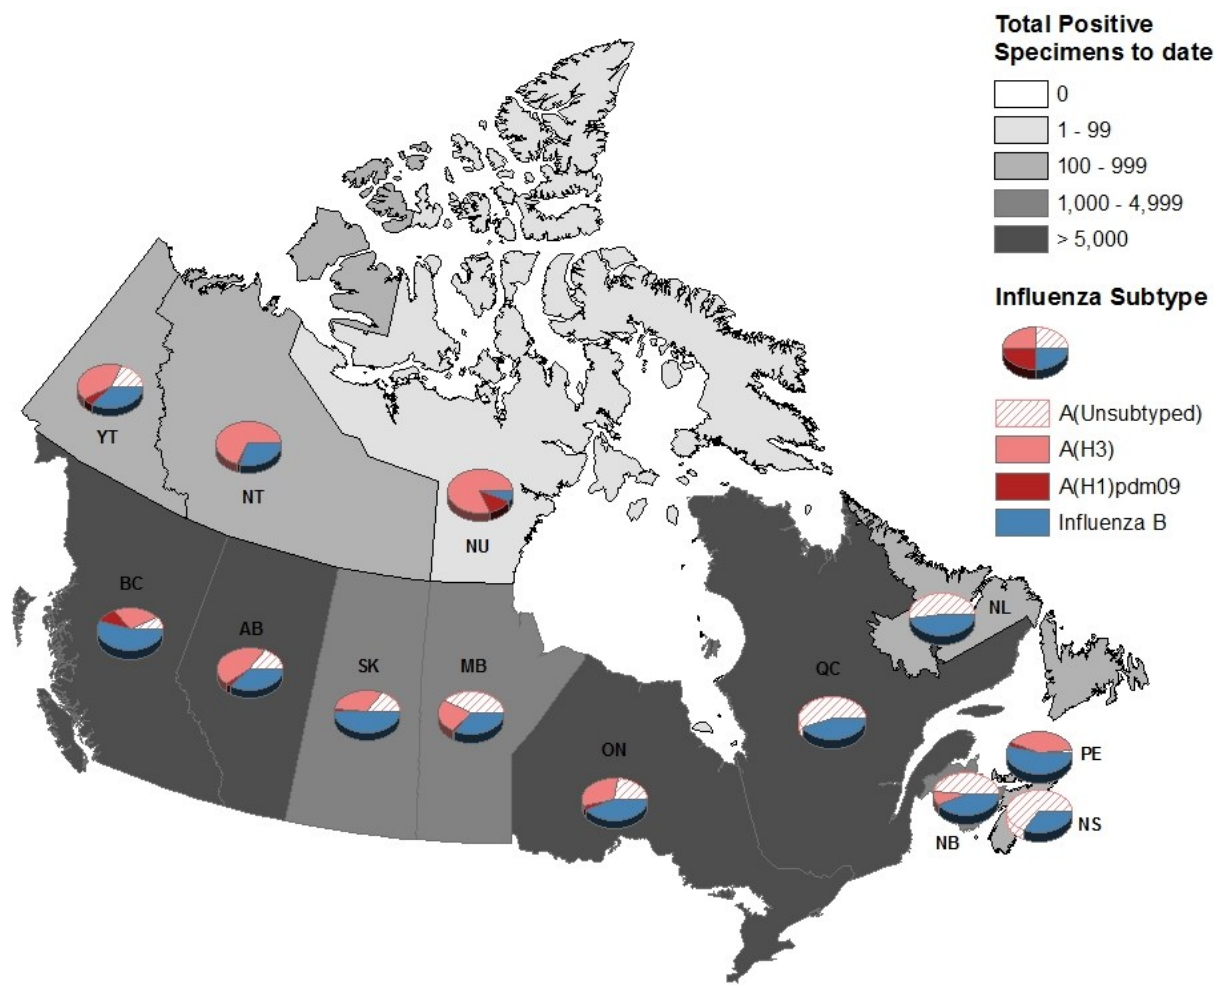 Total Positive
Specimens to date
0
1 - 99
100 - 999
1,000 - 4,999
> 5,000
Influenza Subtype
A(Unsubtyped)
A(H3)
A(H1)pdm09
Influenza B
YT
NT
NU
BC
AB
SK
MB
ON
QC
NL
PE
NS
NB